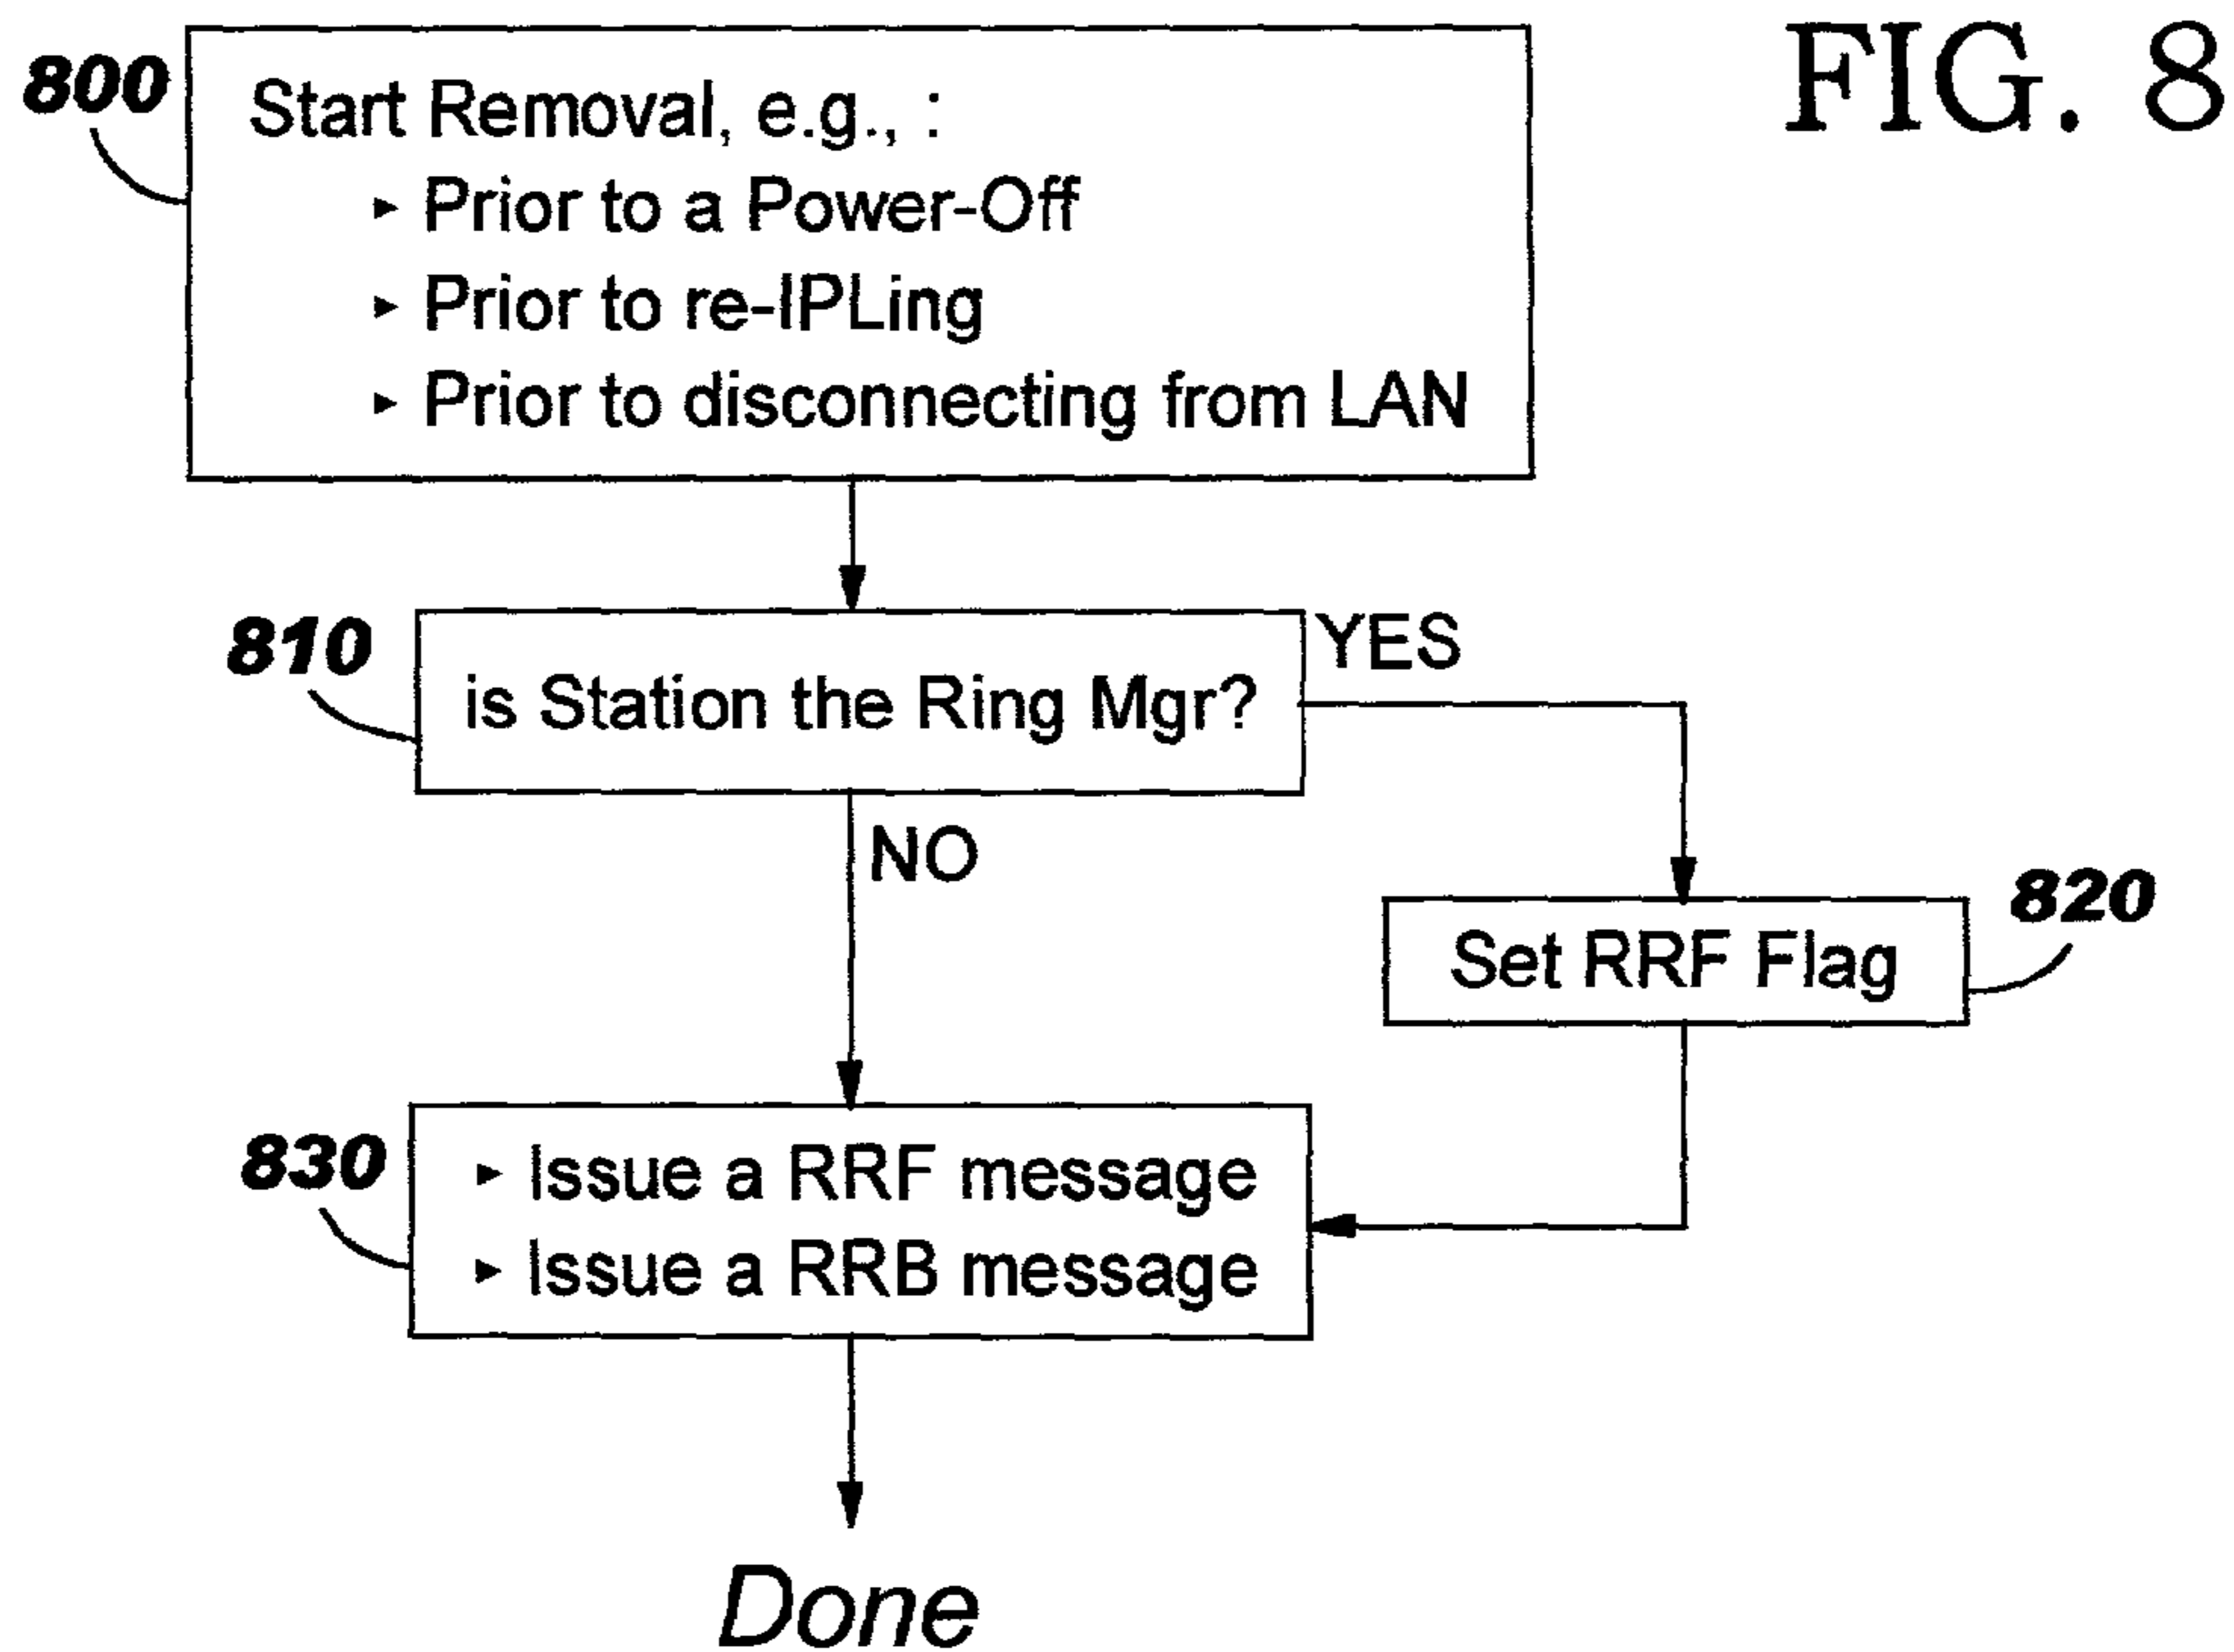 FIG. 8
800
Start Removal, e.g., :
▸ Prior to a Power-Off
▸ Prior to re-IPLing
▸ Prior to disconnecting from LAN
810
is Station the Ring Mgr?
YES
NO
820
Set RRF Flag
830
▸ Issue a RRF message
▸ Issue a RRB message
Done